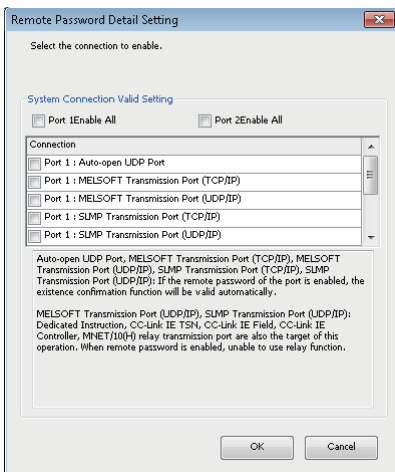 Remote Password Detail Setting
Select the connection to enable.
System Connection Valid Setting
Port 1Enable All
Port 2Enable All
Connection
Port 1 : Auto-open UDP Port
Port 1 : MELSOFT Transmission Port (TCP/IP)
Port 1 : MELSOFT Transmission Port (UDP/IP)
Port 1 : SLMP Transmission Port (TCP/IP)
Port 1 : SLMP Transmission Port (UDP/IP)
Auto-open UDP Port, MELSOFT Transmission Port (TCP/IP), MELSOFT
Transmission Port (UDP/IP), SLMP Transmission Port (TCP/IP), SLMP
Transmission Port (UDP/IP): If the remote password of the port is enabled, the
existence confirmation function will be valid automatically.
MELSOFT Transmission Port (UDP/IP), SLMP Transmission Port (UDP/IP):
Dedicated Instruction, CC-Link IE TSN, CC-Link IE Field, CC-Link IE
Controller, MNET/10(H) relay transmission port are also the target of this
operation. When remote password is enabled, unable to use relay function.
OK
Cancel